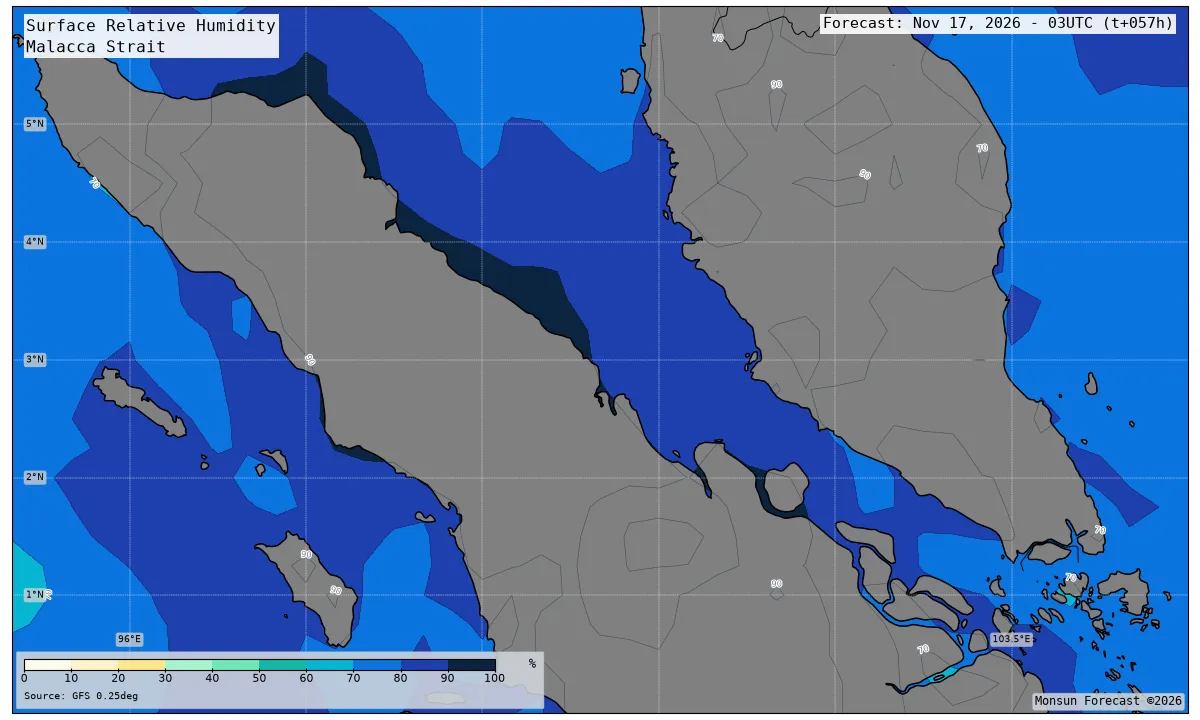 Surface Relative Humidity
Malacca Strait
Forecast: Nov 17, 2026 - 03UTC (t+057h)
70
90
5°N
70
90
70
4°N
3°N
90
2°N
70
90
90
70
90
1°N
70
96°E
103.5°E
70
%
0 10 20 30 40 50 60 70 80 90 100
Source: GFS 0.25deg
Monsun Forecast ©2026